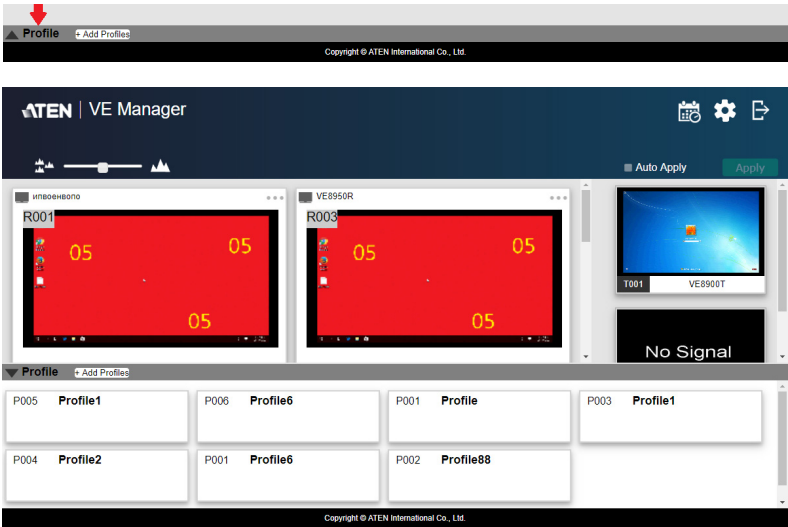 Profile + Add Profiles
Copyright © ATEN International Co., Ltd.
ATEN VE Manager
Auto Apply Apply
ипвоенвопо
VE8950R
R001
R003
05 05
05
05 05
05
T001 VE8900T
No Signal
Profile + Add Profiles
P005 Profile1
P006 Profile6
P001 Profile
P003 Profile1
P004 Profile2
P001 Profile6
P002 Profile88
Copyright © ATEN International Co., Ltd.